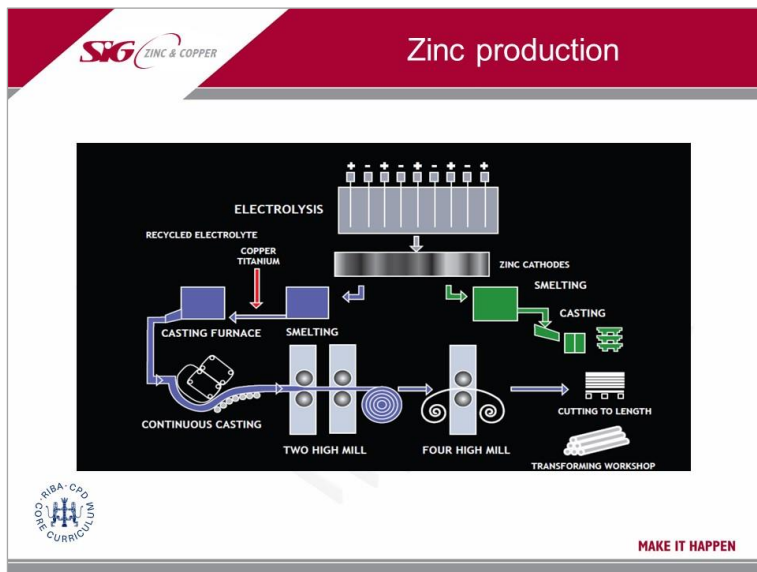 SIG ZINC & COPPER
Zinc production
+ - + - + - + - +
ELECTROLYSIS
RECYCLED ELECTROLYTE
COPPER
TITANIUM
ZINC CATHODES
SMELTING
CASTING
CASTING FURNACE
SMELTING
CONTINUOUS CASTING
TWO HIGH MILL
FOUR HIGH MILL
CUTTING TO LENGTH
TRANSFORMING WORKSHOP
·RIBA·CPD
CORE CURRICULUM
MAKE IT HAPPEN